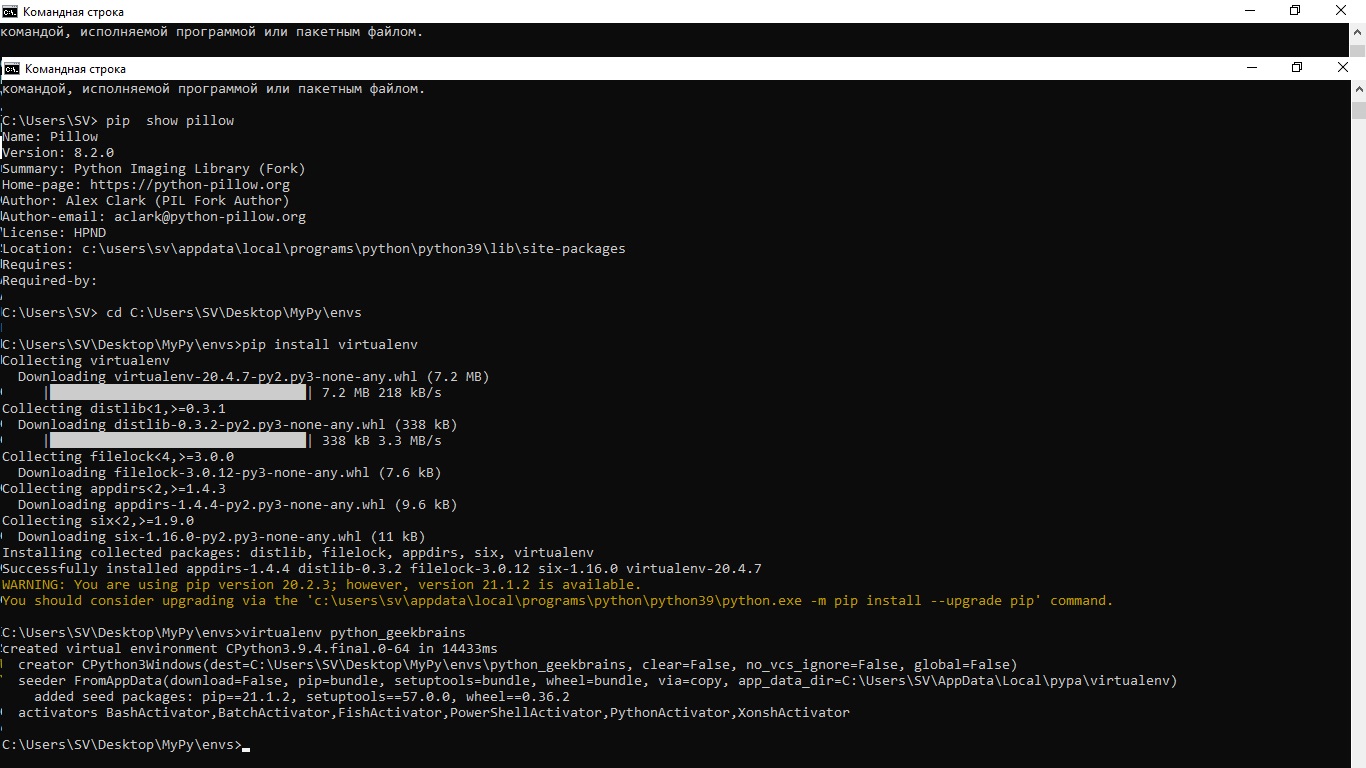 Командная строка
командой, исполняемой программой или пакетным файлом.
Командная строка
командой, исполняемой программой или пакетным файлом.
C:\Users\SV> pip  show pillow
Name: Pillow
Version: 8.2.0
Summary: Python Imaging Library (Fork)
Home-page: https://python-pillow.org
Author: Alex Clark (PIL Fork Author)
Author-email: aclark@python-pillow.org
License: HPND
Location: c:\users\sv\appdata\local\programs\python\python39\lib\site-packages
Requires:
Required-by:
C:\Users\SV> cd C:\Users\SV\Desktop\MyPy\envs
C:\Users\SV\Desktop\MyPy\envs>pip install virtualenv
Collecting virtualenv
  Downloading virtualenv-20.4.7-py2.py3-none-any.whl (7.2 MB)
     |████████████████████████████████| 7.2 MB 218 kB/s
Collecting distlib<1,>=0.3.1
  Downloading distlib-0.3.2-py2.py3-none-any.whl (338 kB)
     |████████████████████████████████| 338 kB 3.3 MB/s
Collecting filelock<4,>=3.0.0
  Downloading filelock-3.0.12-py3-none-any.whl (7.6 kB)
Collecting appdirs<2,>=1.4.3
  Downloading appdirs-1.4.4-py2.py3-none-any.whl (9.6 kB)
Collecting six<2,>=1.9.0
  Downloading six-1.16.0-py2.py3-none-any.whl (11 kB)
Installing collected packages: distlib, filelock, appdirs, six, virtualenv
Successfully installed appdirs-1.4.4 distlib-0.3.2 filelock-3.0.12 six-1.16.0 virtualenv-20.4.7
WARNING: You are using pip version 20.2.3; however, version 21.1.2 is available.
You should consider upgrading via the 'c:\users\sv\appdata\local\programs\python\python39\python.exe -m pip install --upgrade pip' command.
C:\Users\SV\Desktop\MyPy\envs>virtualenv python_geekbrains
created virtual environment CPython3.9.4.final.0-64 in 14433ms
  creator CPython3Windows(dest=C:\Users\SV\Desktop\MyPy\envs\python_geekbrains, clear=False, no_vcs_ignore=False, global=False)
  seeder FromAppData(download=False, pip=bundle, setuptools=bundle, wheel=bundle, via=copy, app_data_dir=C:\Users\SV\AppData\Local\pypa\virtualenv)
    added seed packages: pip==21.1.2, setuptools==57.0.0, wheel==0.36.2
  activators BashActivator,BatchActivator,FishActivator,PowerShellActivator,PythonActivator,XonshActivator
C:\Users\SV\Desktop\MyPy\envs>